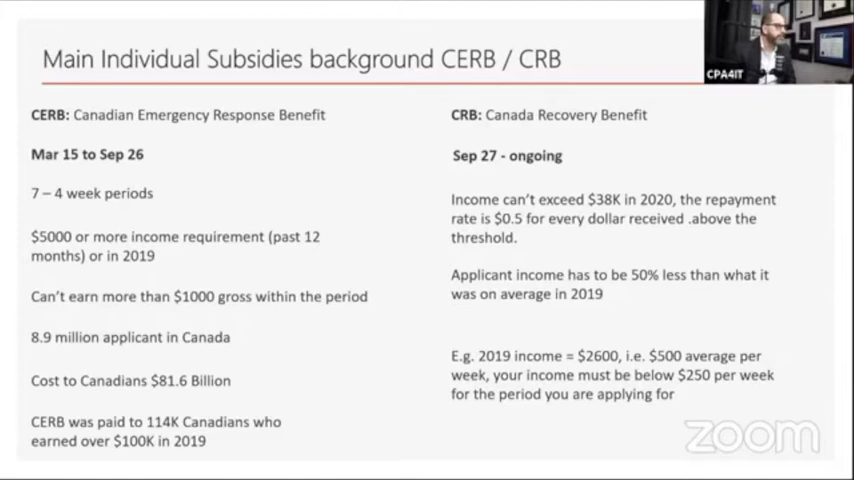 Main Individual Subsidies background CERB / CRB
CPA4IT
CERB: Canadian Emergency Response Benefit
Mar 15 to Sep 26
7 – 4 week periods
$5000 or more income requirement (past 12
months) or in 2019
Can't earn more than $1000 gross within the period
8.9 million applicant in Canada
Cost to Canadians $81.6 Billion
CERB was paid to 114K Canadians who
earned over $100K in 2019
CRB: Canada Recovery Benefit
Sep 27 - ongoing
Income can't exceed $38K in 2020, the repayment
rate is $0.5 for every dollar received .above the
threshold.
Applicant income has to be 50% less than what it
was on average in 2019
E.g. 2019 income = $2600, i.e. $500 average per
week, your income must be below $250 per week
for the period you are applying for
zoom